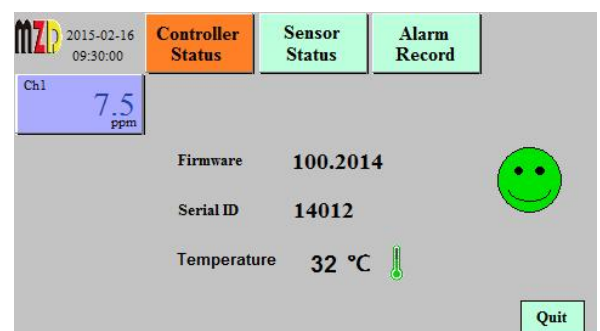 MZD
2015-02-16
09:30:00
Controller
Status
Sensor
Status
Alarm
Record
Ch1
7.5
ppm
Firmware 100.2014
Serial ID 14012
Temperature 32 ℃
Quit